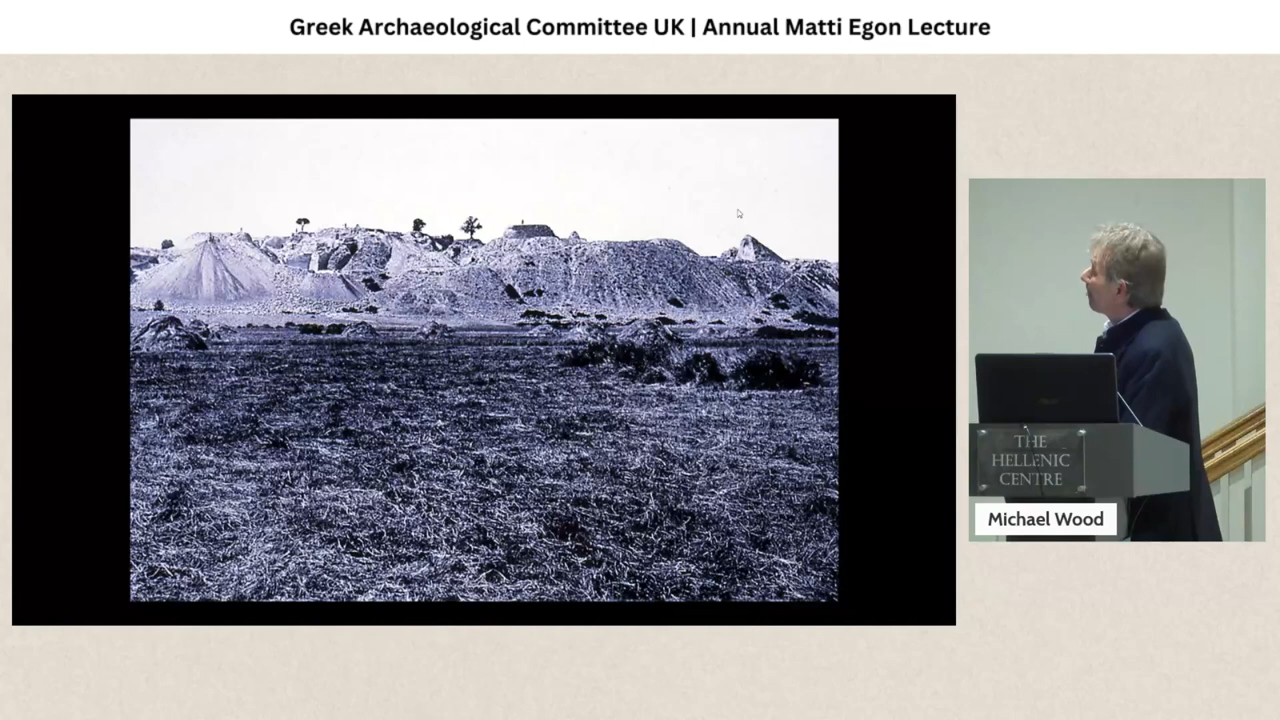 Greek Archaeological Committee UK | Annual Matti Egon Lecture
THE
HELLENIC
CENTRE
Michael Wood